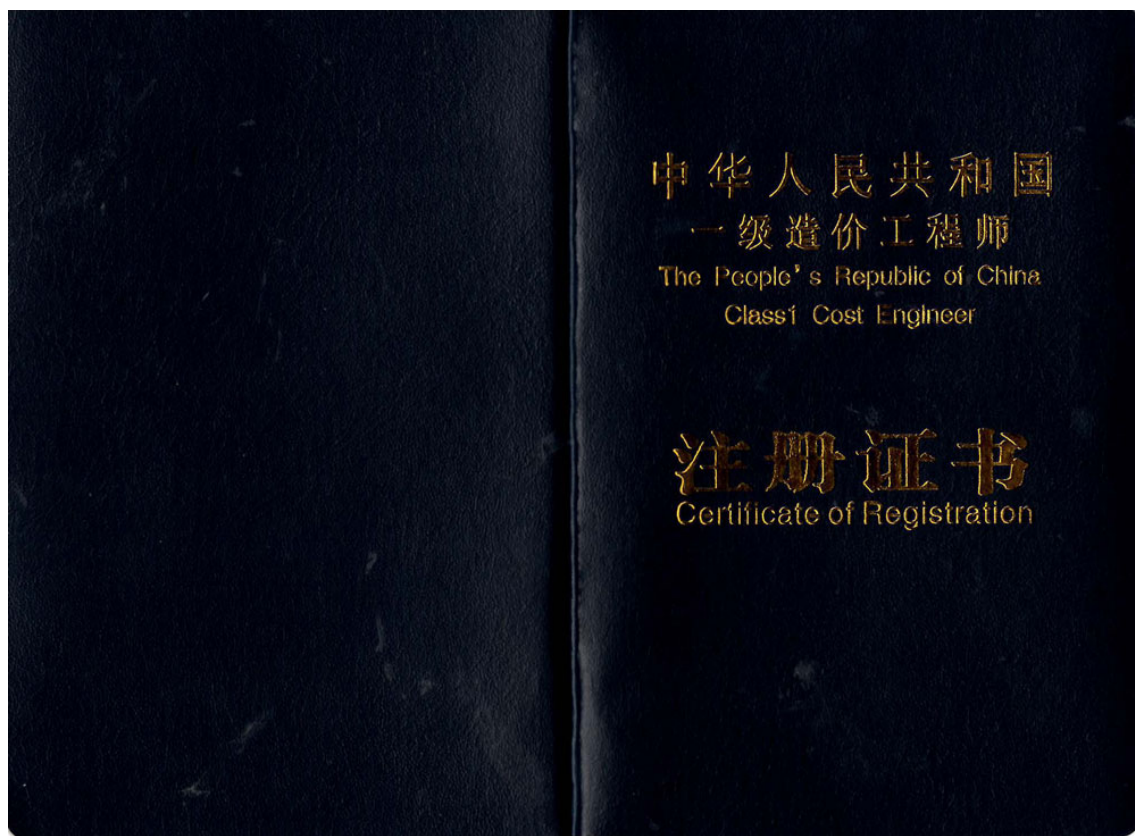 中华人民共和国
一级造价工程师
The People's Republic of China
Class1 Cost Engineer
注册证书
Certificate of Registration